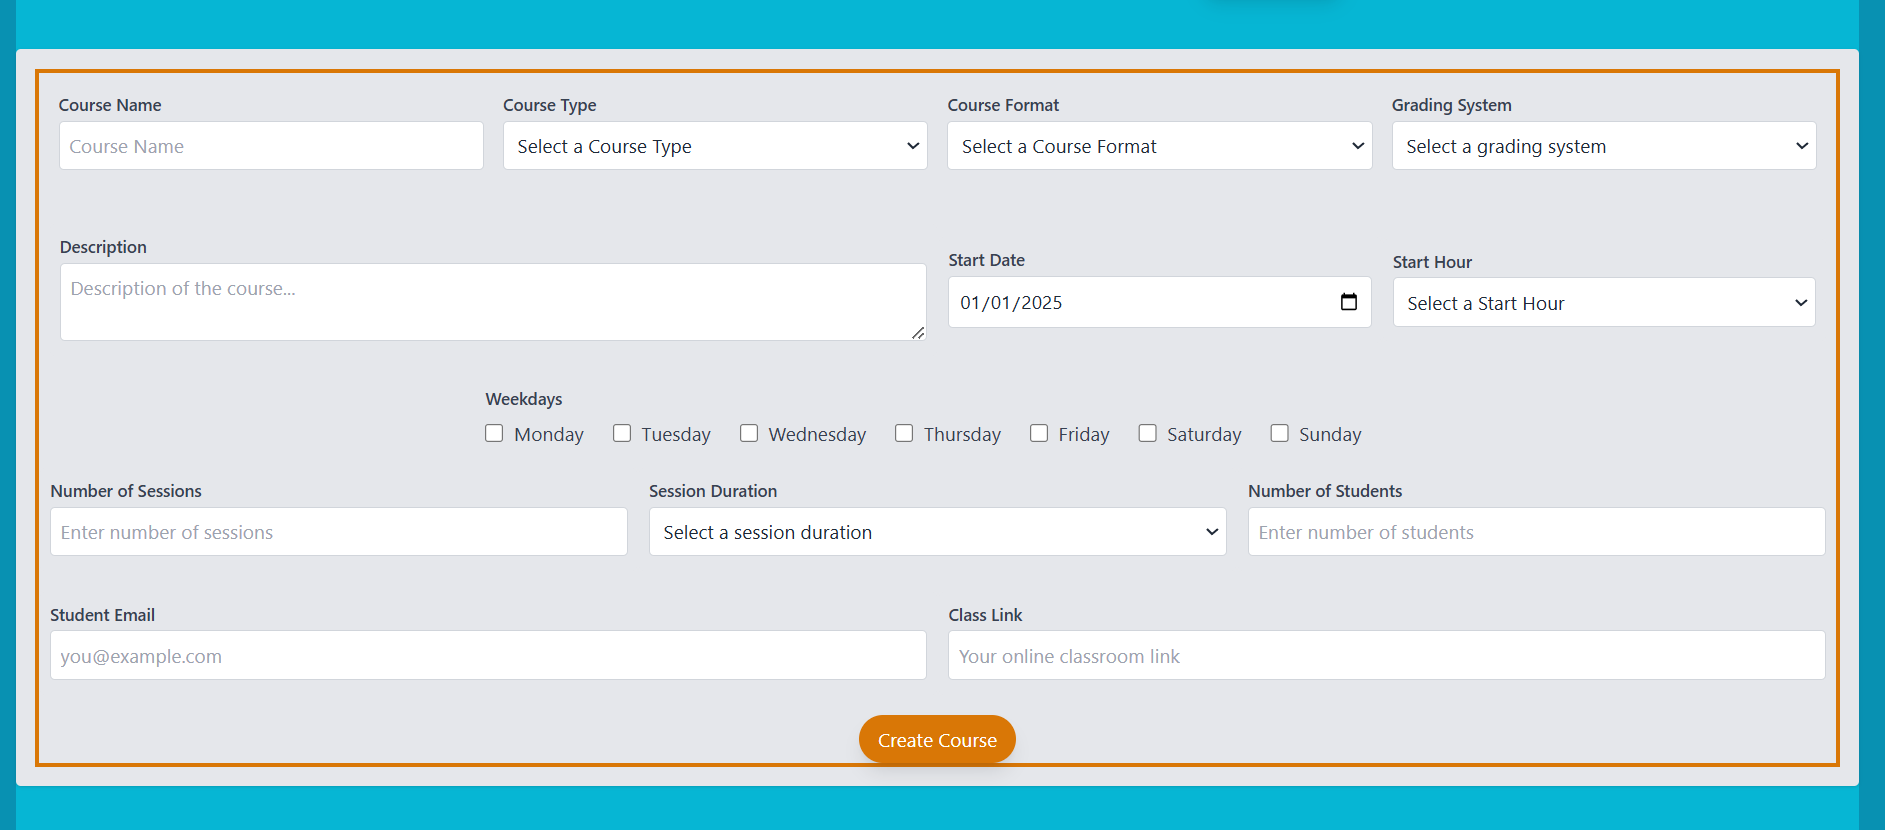 Course Name
Course Type
Course Format
Grading System
Course Name
Select a Course Type
Select a Course Format
Select a grading system
Description
Start Date
Start Hour
Description of the course...
01/01/2025
Select a Start Hour
Weekdays
Monday Tuesday Wednesday Thursday Friday Saturday Sunday
Number of Sessions
Session Duration
Number of Students
Enter number of sessions
Select a session duration
Enter number of students
Student Email
Class Link
you@example.com
Your online classroom link
Create Course